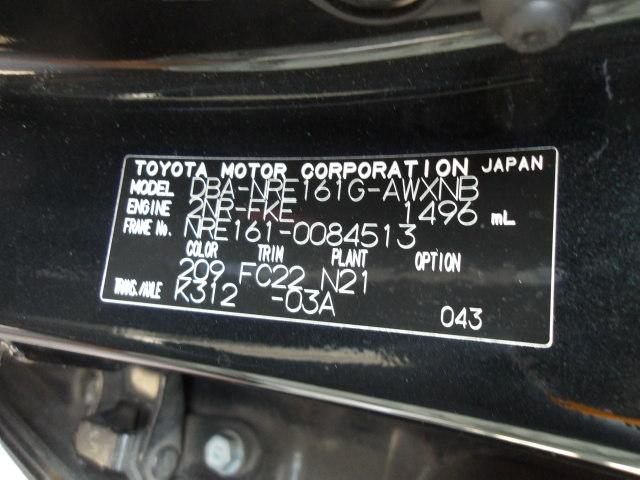 TOYOTA MOTOR CORPORATION JAPAN
MODEL DBA-NRE161G-AWXNB
ENGINE 2NR-FKE 1496 mL
FRAME No. NRE161-0084513
COLOR TRIM PLANT OPTION
209 FC22 N21
TRANS./AXLE K312 -03A
043